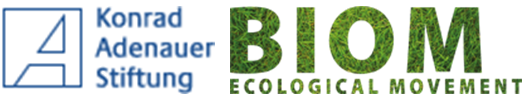 Konrad
Adenauer
Stiftung
BIOM
ECOLOGICAL MOVEMENT